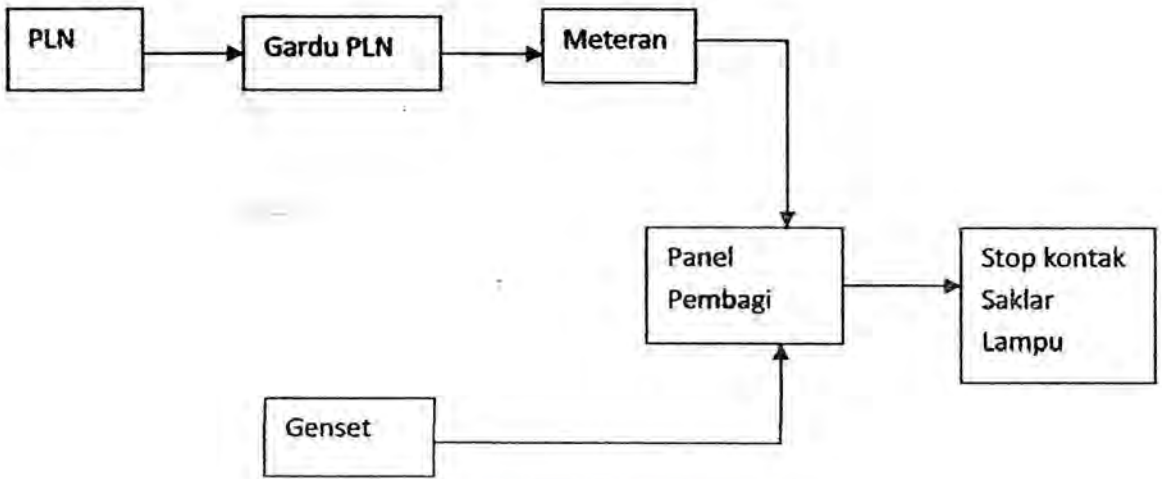 PLN
Gardu PLN
Meteran
Panel
Pembagi
Stop kontak
Saklar
Lampu
Genset